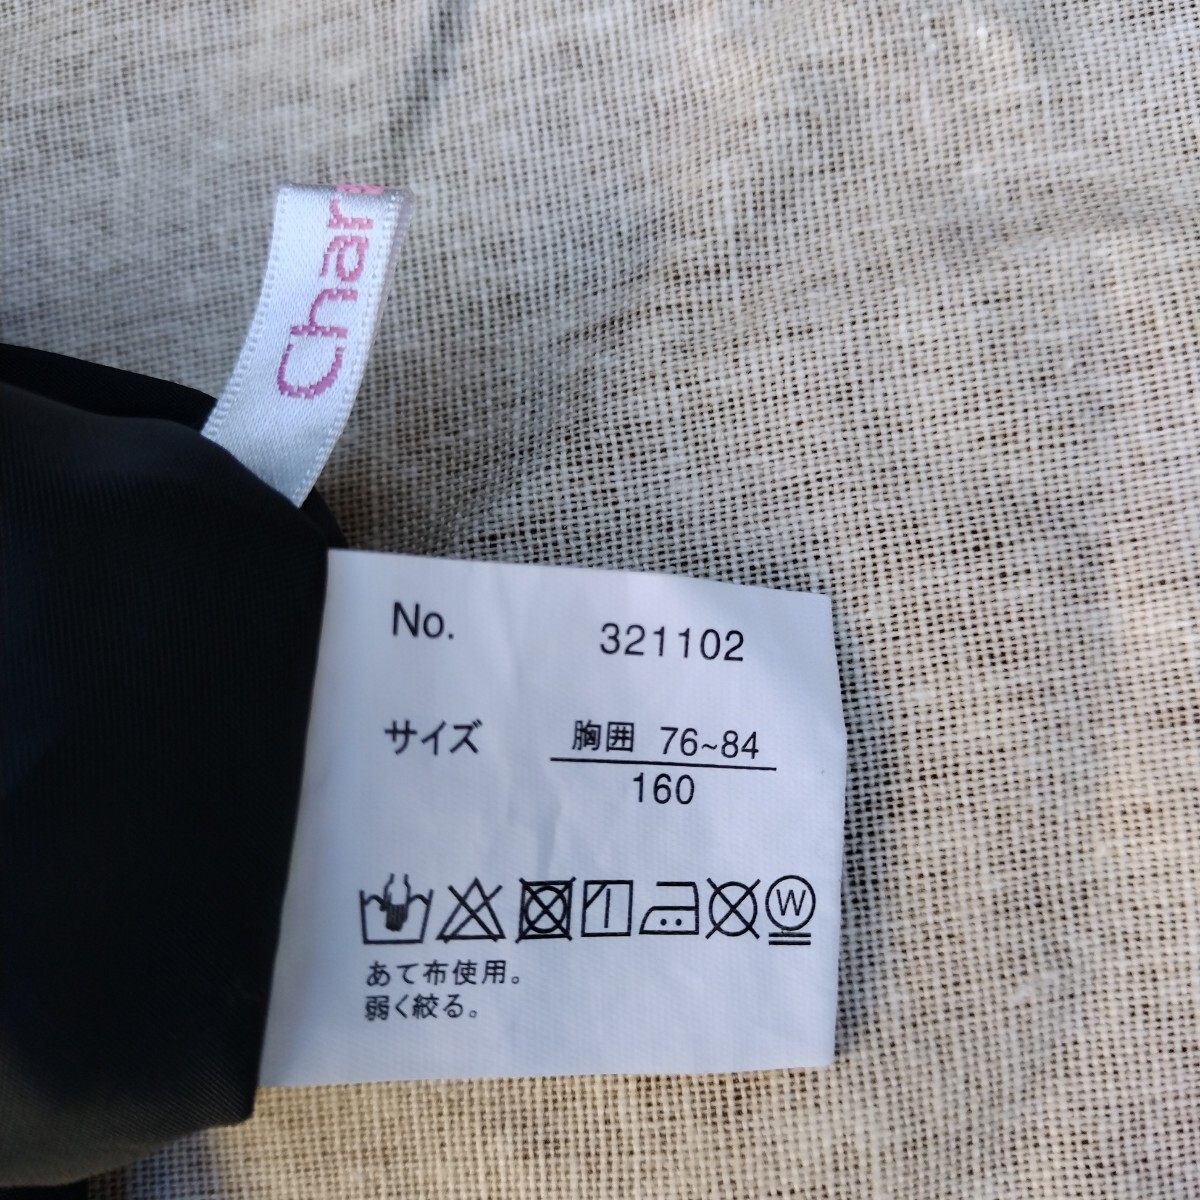 Char
No. 321102
サイズ 胸囲 76~84
160
W
あて布使用。
弱く絞る。